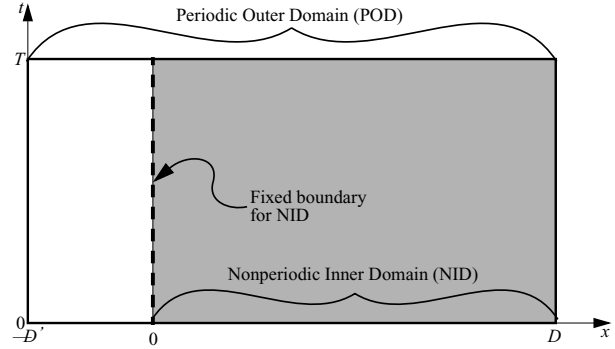 t
Periodic Outer Domain (POD)
T
Fixed boundary
for NID
Nonperiodic Inner Domain (NID)
0
–D’
0
D
x